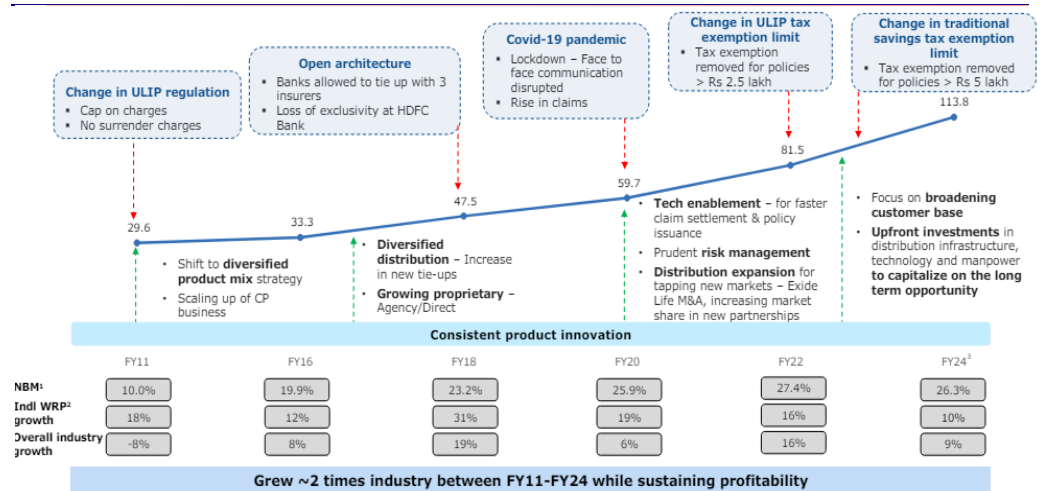 Change in ULIP regulation
▪ Cap on charges
▪ No surrender charges
Open architecture
▪ Banks allowed to tie up with 3
insurers
▪ Loss of exclusivity at HDFC
Bank
Covid-19 pandemic
▪ Lockdown – Face to
face communication
disrupted
▪ Rise in claims
Change in ULIP tax
exemption limit
▪ Tax exemption
removed for policies
> Rs 2.5 lakh
Change in traditional
savings tax exemption
limit
▪ Tax exemption removed
for policies > Rs 5 lakh
29.6
33.3
47.5
59.7
81.5
113.8
• Shift to diversified
product mix strategy
• Scaling up of CP
business
• Diversified
distribution – Increase
in new tie-ups
• Growing proprietary –
Agency/Direct
• Tech enablement – for faster
claim settlement & policy
issuance
• Prudent risk management
• Distribution expansion for
tapping new markets – Exide
Life M&A, increasing market
share in new partnerships
• Focus on broadening
customer base
• Upfront investments in
distribution infrastructure,
technology and manpower
to capitalize on the long
term opportunity
Consistent product innovation
FY11 FY16 FY18 FY20 FY22 FY24³
NBM¹ 10.0% 19.9% 23.2% 25.9% 27.4% 26.3%
Indl WRP²
growth 18% 12% 31% 19% 16% 10%
Overall industry
growth -8% 8% 19% 6% 16% 9%
Grew ~2 times industry between FY11-FY24 while sustaining profitability